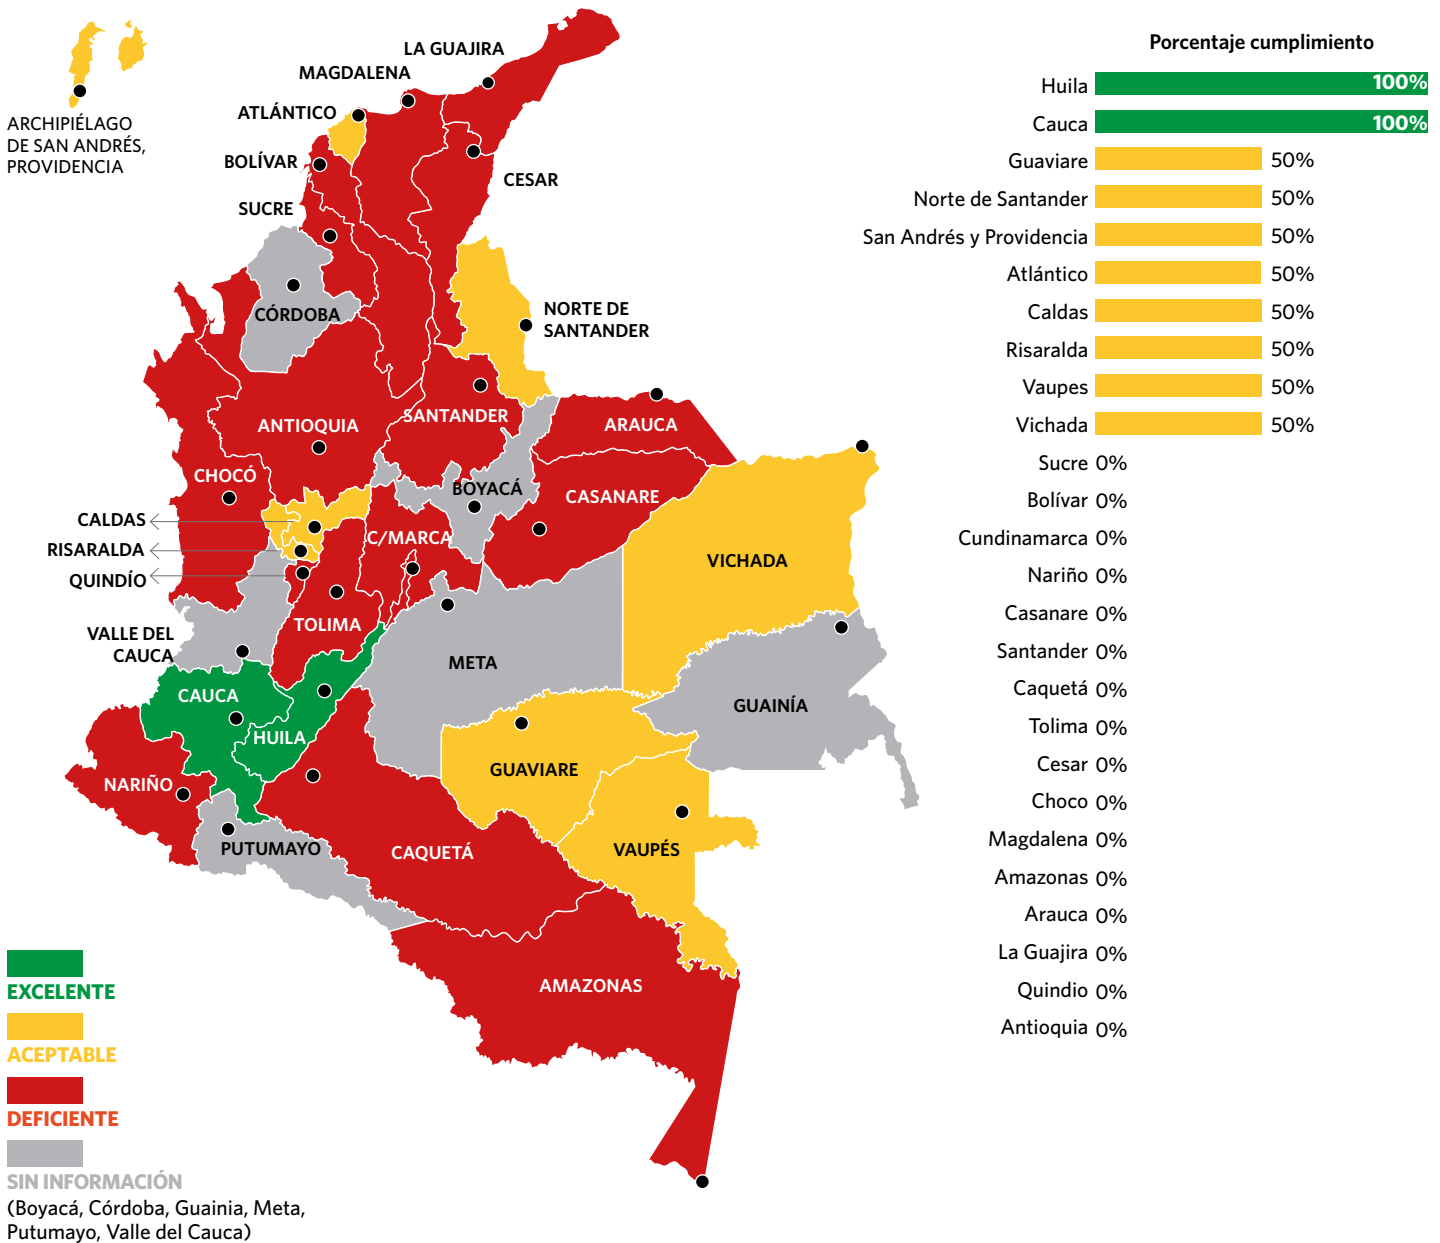 LA GUAJIRA
MAGDALENA
ATLÁNTICO
ARCHIPIÉLAGO
DE SAN ANDRÉS,
PROVIDENCIA
BOLÍVAR
CESAR
SUCRE
CÓRDOBA
NORTE DE
SANTANDER
ANTIOQUIA
SANTANDER
ARAUCA
CHOCÓ
BOYACÁ
CASANARE
CALDAS
C/MARCA
RISARALDA
VICHADA
QUINDÍO
TOLIMA
VALLE DEL
CAUCA
META
CAUCA
GUAINÍA
HUILA
GUAVIARE
NARIÑO
PUTUMAYO
CAQUETÁ
VAUPÉS
AMAZONAS
EXCELENTE
ACEPTABLE
DEFICIENTE
SIN INFORMACIÓN
(Boyacá, Córdoba, Guainia, Meta,
Putumayo, Valle del Cauca)
Porcentaje cumplimiento
Huila 100%
Cauca 100%
Guaviare 50%
Norte de Santander 50%
San Andrés y Providencia 50%
Atlántico 50%
Caldas 50%
Risaralda 50%
Vaupes 50%
Vichada 50%
Sucre 0%
Bolívar 0%
Cundinamarca 0%
Nariño 0%
Casanare 0%
Santander 0%
Caquetá 0%
Tolima 0%
Cesar 0%
Choco 0%
Magdalena 0%
Amazonas 0%
Arauca 0%
La Guajira 0%
Quindio 0%
Antioquia 0%